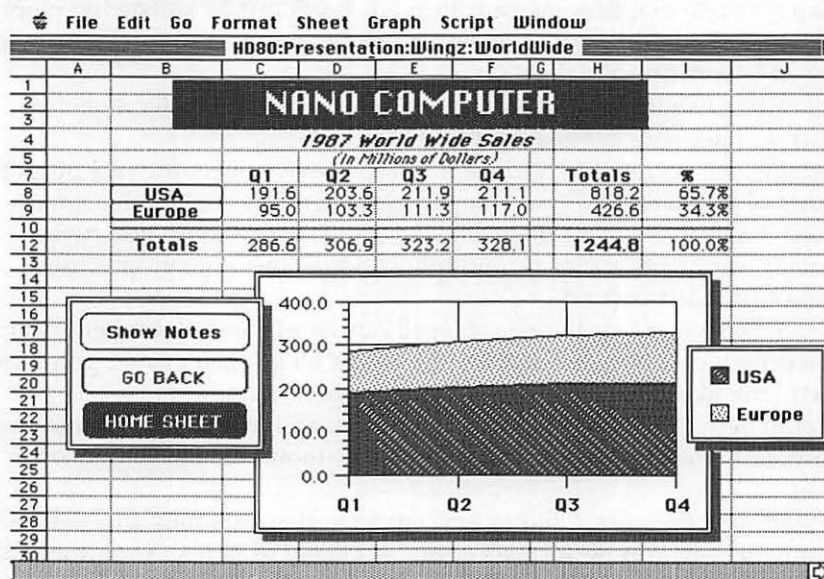 File Edit Go Format Sheet Graph Script Window
HD80:Presentation:Wingz:WorldWide
A B C D E F G H I J
1
2
3
NANO COMPUTER
4
1987 World Wide Sales
5
(In Millions of Dollars)
7 Q1 Q2 Q3 Q4 Totals %
8 USA 191.6 203.6 211.9 211.1 818.2 65.7%
9 Europe 95.0 103.3 111.3 117.0 426.6 34.3%
10
12 Totals 286.6 306.9 323.2 328.1 1244.8 100.0%
13
14
15
16
17
18
19
20
21
22
23
24
25
26
27
28
29
30
Show Notes
GO BACK
HOME SHEET
400.0
300.0
200.0
100.0
0.0
Q1 Q2 Q3 Q4
USA
Europe